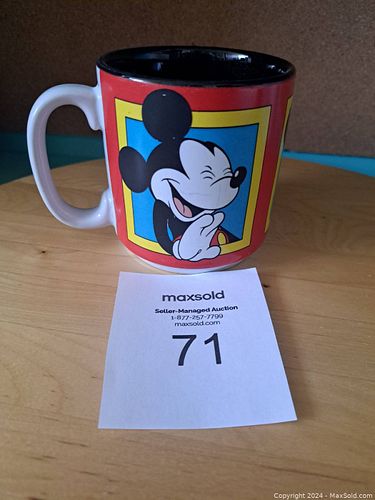 maxsold
Seller-Managed Auction
1-877-257-7799
maxsold.com
71
Copyright © 2024 - MaxSold.com